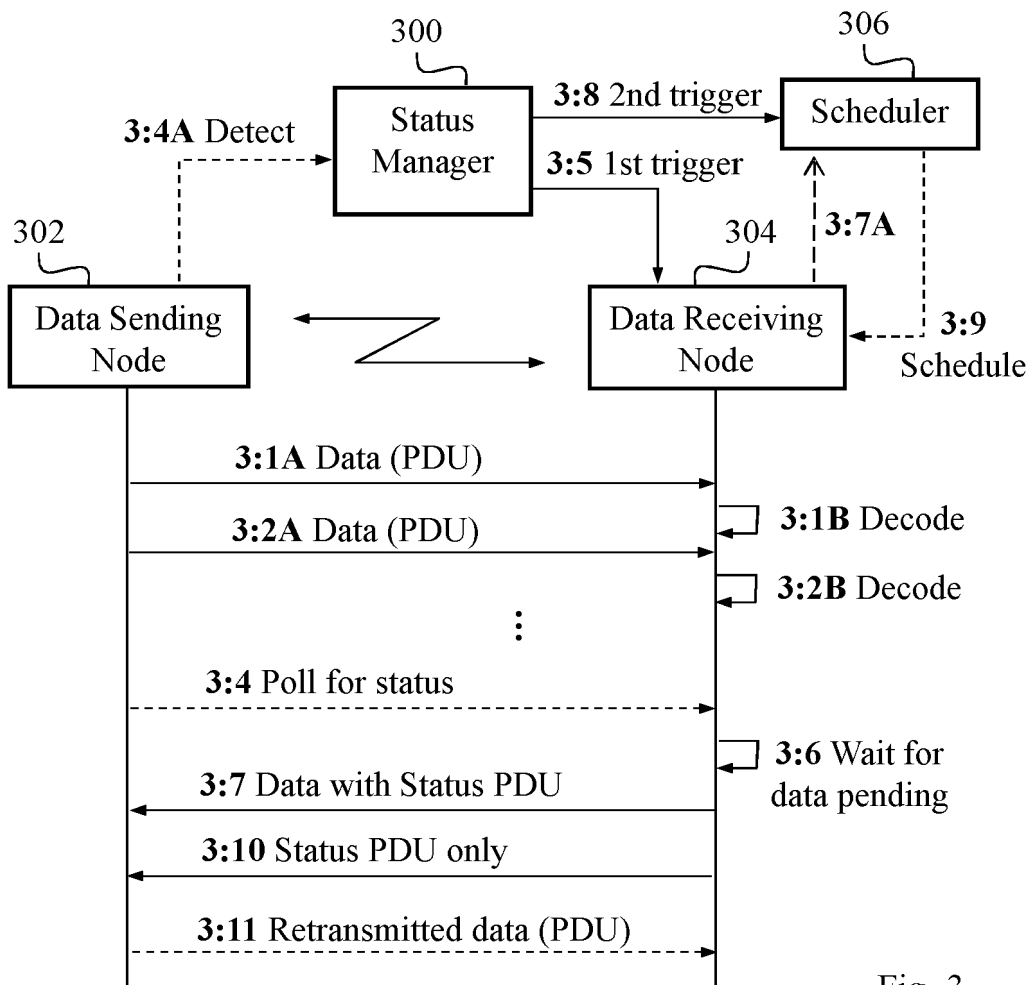 300
306
3:8 2nd trigger
Scheduler
Status
Manager
3:4A Detect
3:5 1st trigger
302
304
3:7A
Data Sending
Node
Data Receiving
Node
3:9
Schedule
3:1A Data (PDU)
3:1B Decode
3:2A Data (PDU)
3:2B Decode
3:4 Poll for status
3:6 Wait for
data pending
3:7 Data with Status PDU
3:10 Status PDU only
3:11 Retransmitted data (PDU)
Fig. 3